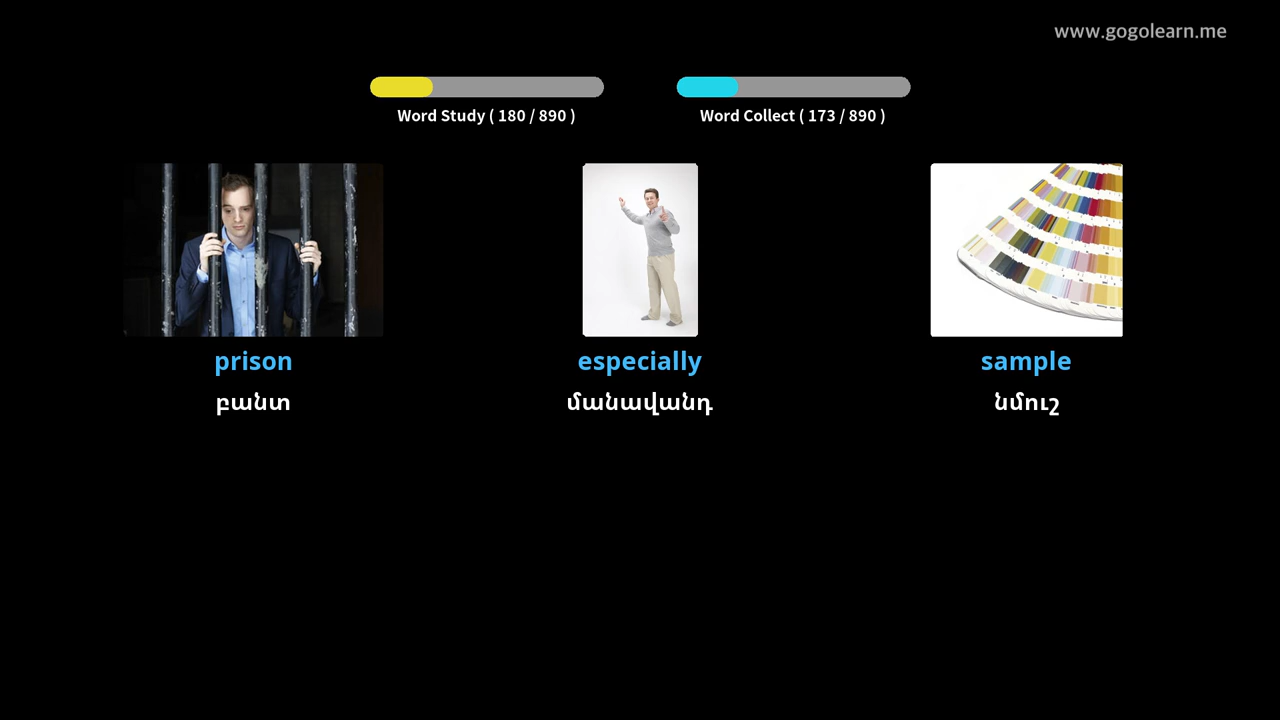 www.gogolearn.me
Word Study ( 180 / 890 )
Word Collect ( 173 / 890 )
prison
especially
sample
բանտ
մանավանդ
նմուշ